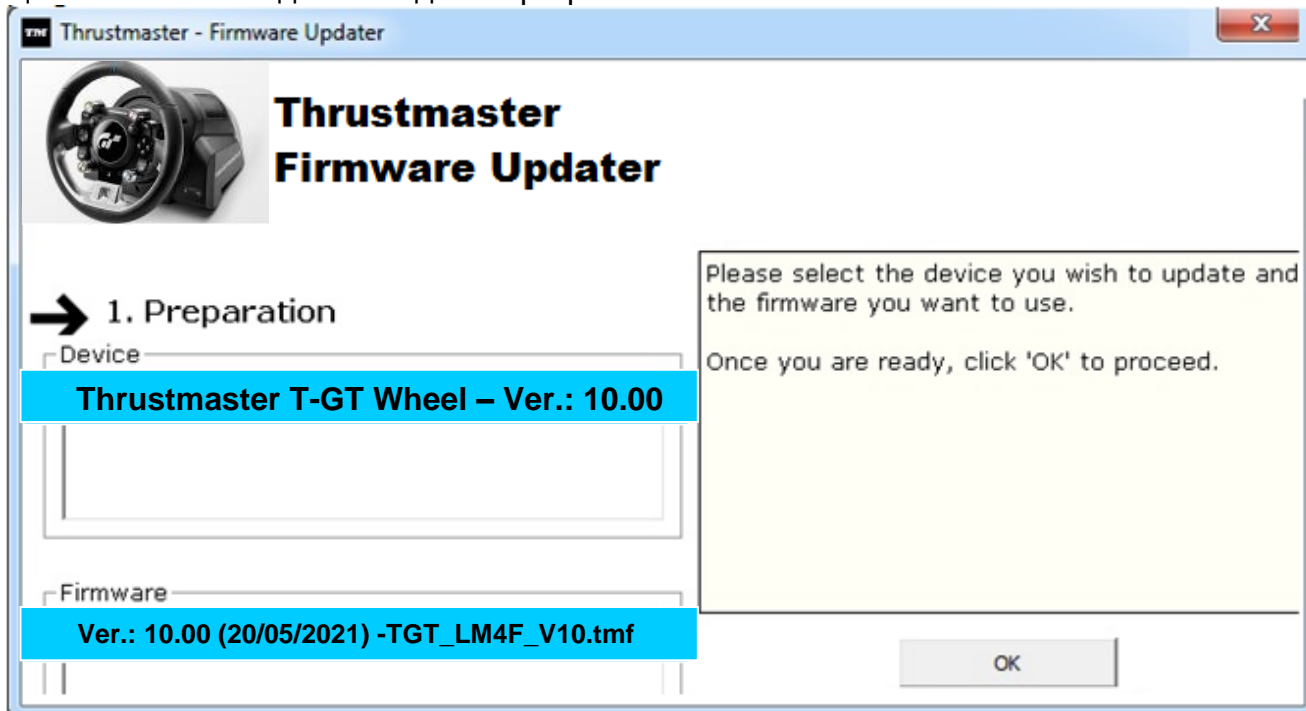 Thrustmaster - Firmware Updater
Thrustmaster
Firmware Updater
1. Preparation
Device
Thrustmaster T-GT Wheel – Ver.: 10.00
Firmware
Ver.: 10.00 (20/05/2021) -TGT_LM4F_V10.tmf
Please select the device you wish to update and
the firmware you want to use.
Once you are ready, click 'OK' to proceed.
OK